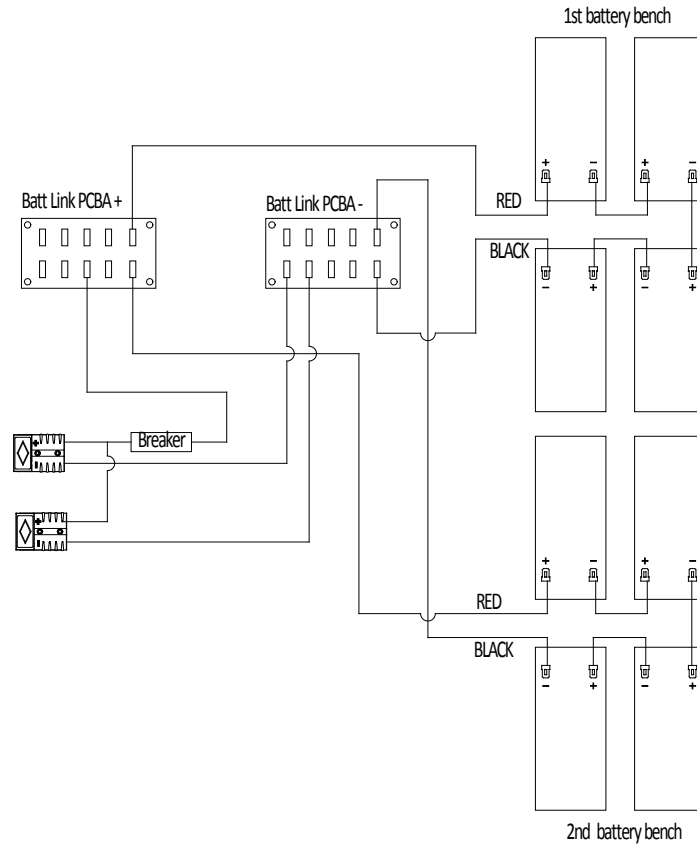 1st battery bench
+ - + -
Batt Link PCBA +
Batt Link PCBA -
RED
BLACK
- + - +
+ -
Breaker
+ -
+ - + -
RED
BLACK
- + - +
2nd battery bench